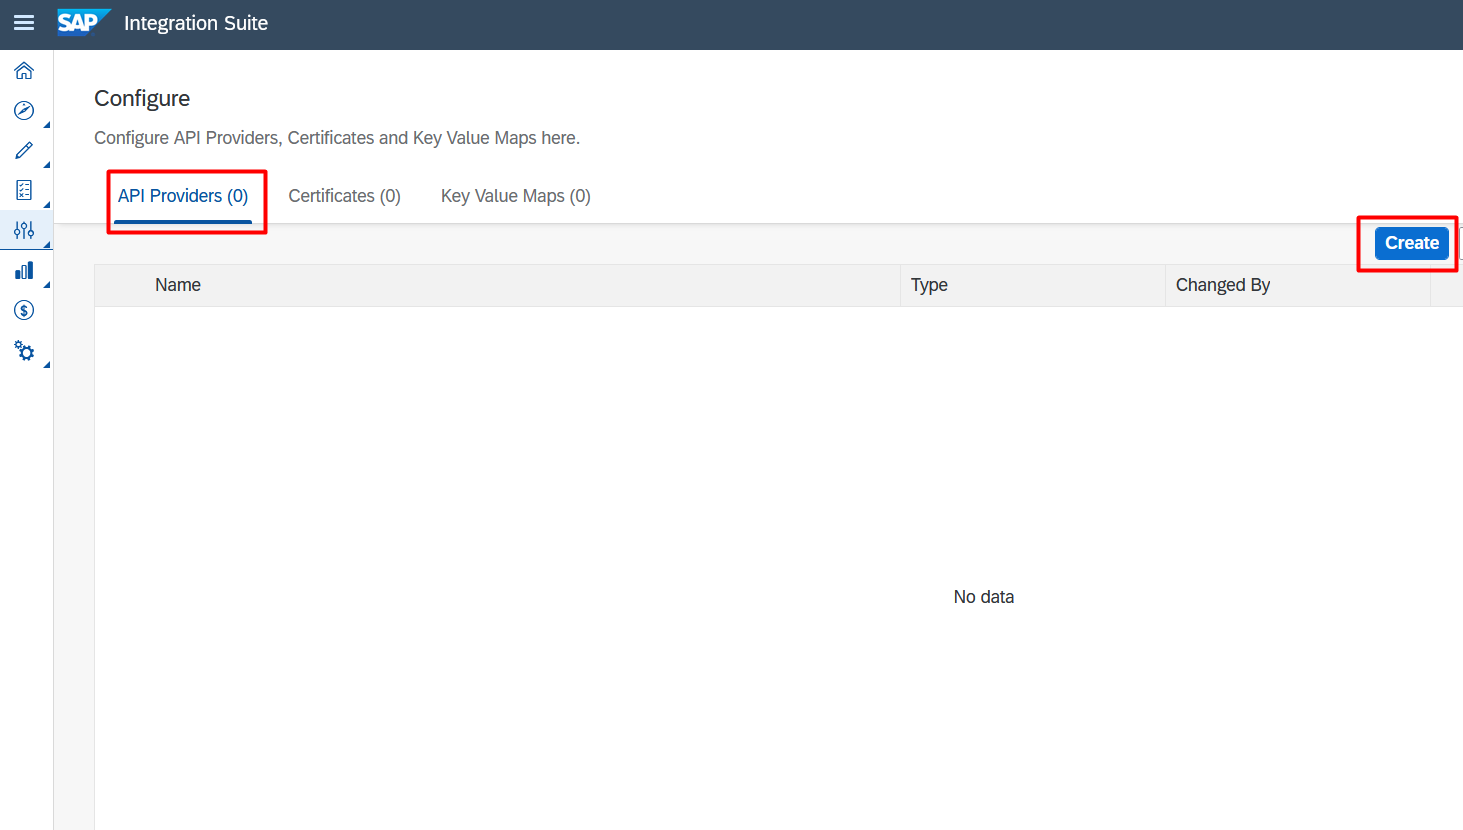 SAP Integration Suite
Configure
Configure API Providers, Certificates and Key Value Maps here.
API Providers (0) Certificates (0) Key Value Maps (0)
Create
Name Type Changed By
No data